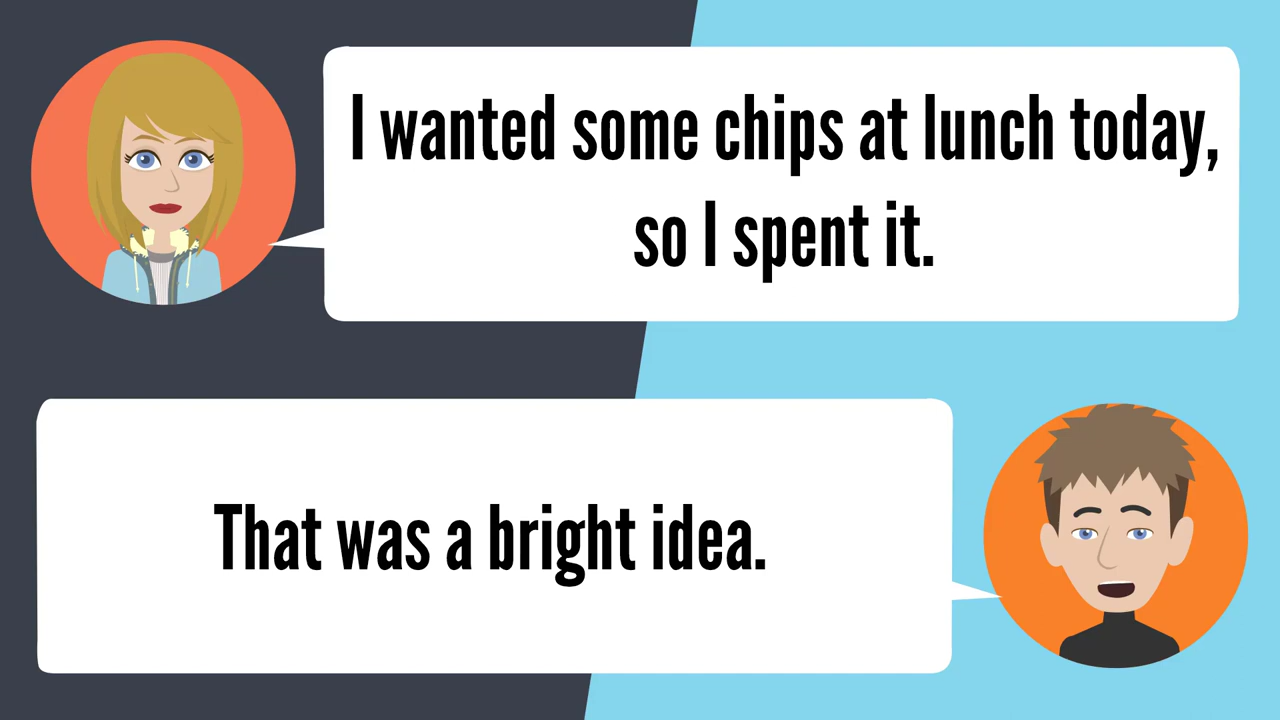 I wanted some chips at lunch today,
so I spent it.
That was a bright idea.